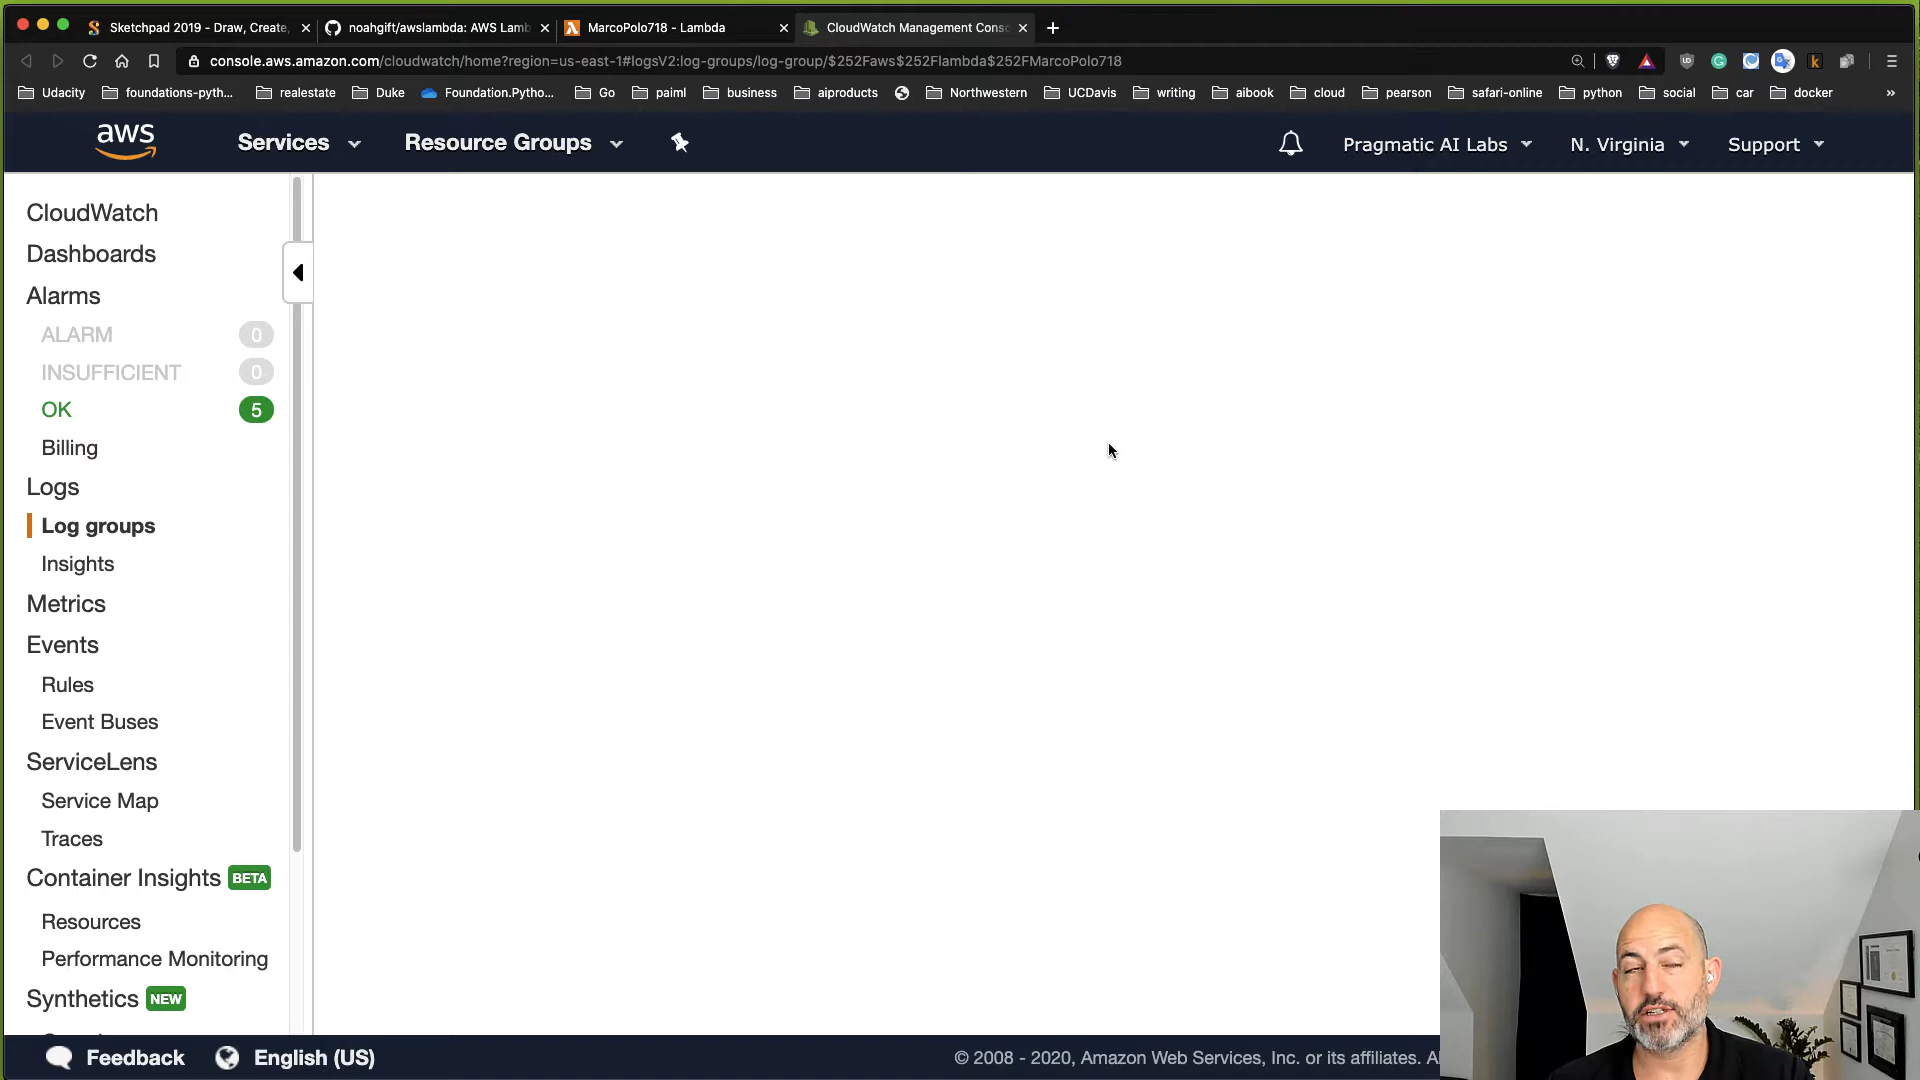 Sketchpad 2019 - Draw, Create,
noahgift/awslambda: AWS Lamb
MarcoPolo718 - Lambda
CloudWatch Management Cons
console.aws.amazon.com/cloudwatch/home?region=us-east-1#logsV2:log-groups/log-group/$252Faws$252Flambda$252FMarcoPolo718
Udacity
foundations-pyth...
realestate
Duke
Foundation.Pytho...
Go
paiml
business
aiproducts
Northwestern
UCDavis
writing
aibook
cloud
pearson
safari-online
python
social
car
docker
»
aws
Services
Resource Groups
Pragmatic AI Labs
N. Virginia
Support
CloudWatch
Dashboards
Alarms
ALARM 0
INSUFFICIENT 0
OK 5
Billing
Logs
Log groups
Insights
Metrics
Events
Rules
Event Buses
ServiceLens
Service Map
Traces
Container Insights BETA
Resources
Performance Monitoring
Synthetics NEW
Feedback
English (US)
© 2008 - 2020, Amazon Web Services, Inc. or its affiliates.